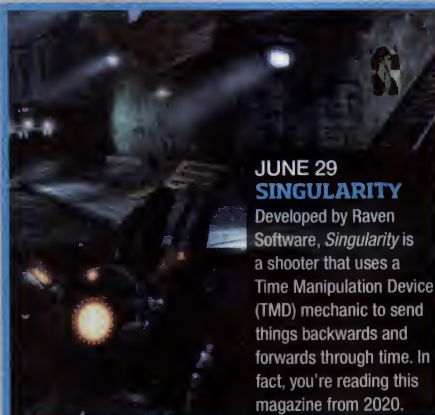 JUNE 29
SINGULARITY
Developed by Raven
Software, Singularity is
a shooter that uses a
Time Manipulation Device
(TMD) mechanic to send
things backwards and
forwards through time. In
fact, you're reading this
magazine from 2020.